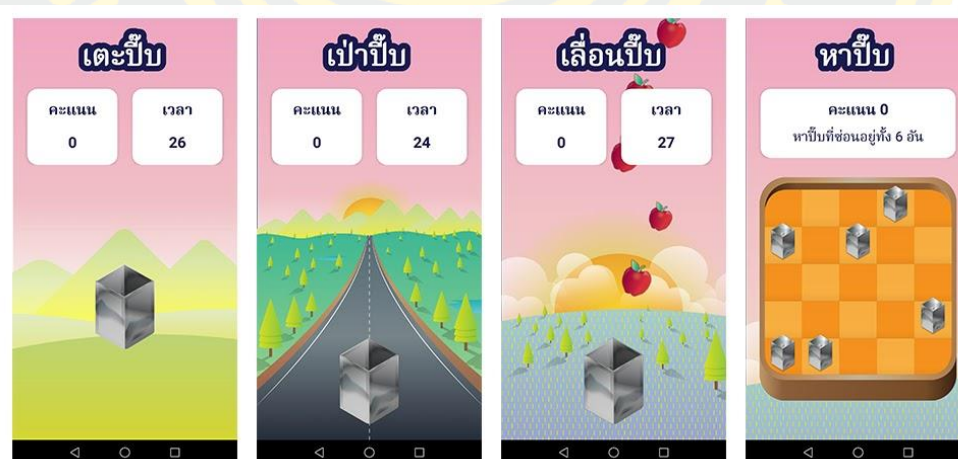 เตะปี๊บ
คะแนน
0
เวลา
26
เป่าปี๊บ
คะแนน
0
เวลา
24
เลื่อนปี๊บ
คะแนน
0
เวลา
27
หาปี๊บ
คะแนน 0
หาปี๊บที่ซ่อนอยู่ทั้ง 6 อัน